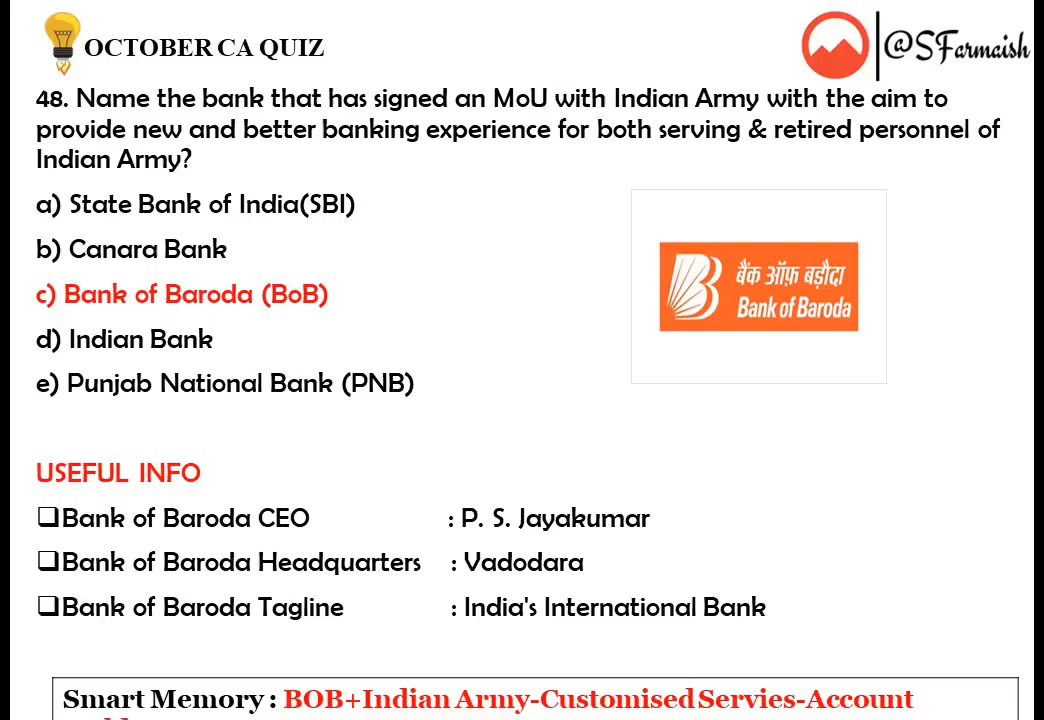 OCTOBER CA QUIZ
@SFarmaish
48. Name the bank that has signed an MoU with Indian Army with the aim to
provide new and better banking experience for both serving & retired personnel of
Indian Army?
a) State Bank of India(SBI)
b) Canara Bank
c) Bank of Baroda (BoB)
d) Indian Bank
e) Punjab National Bank (PNB)
बैंक ऑफ़ बड़ौदा
Bank of Baroda
USEFUL INFO
❑Bank of Baroda CEO : P. S. Jayakumar
❑Bank of Baroda Headquarters : Vadodara
❑Bank of Baroda Tagline : India's International Bank
Smart Memory : BOB+Indian Army-Customised Servies-Account